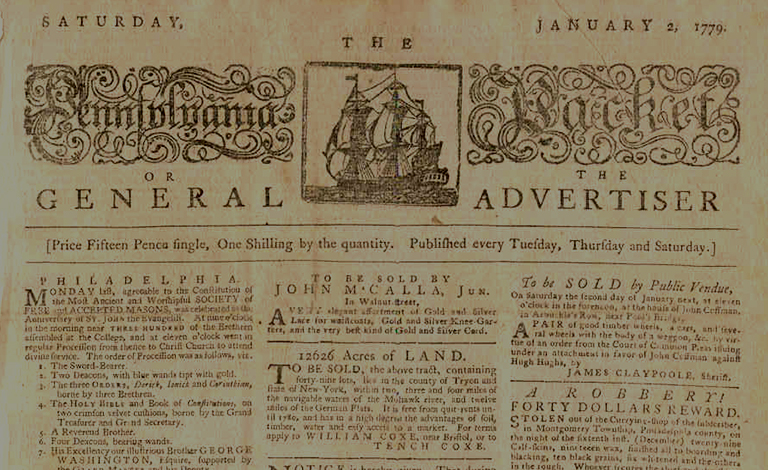 SATURDAY,
JANUARY 2, 1779.
THE
Pennſylvania
Packet
OR
THE
GENERAL
ADVERTISER
[Price Fifteen Pence ſingle, One Shilling by the quantity. Publiſhed every Tueſday, Thurſday and Saturday.]
PHILADELPHIA.
MONDAY laſt, agreeable to the Conſtitution of
the Moſt Ancient and Worſhipful SOCIETY of
FREE and ACCEPTED MASONS, was celebrated as the
Anniverſary of ST. JOHN the Evangeliſt. At nine o'clock
in the morning near THREE HUNDRED of the Brethren
aſſembled at the College, and at eleven o'clock went in
regular Proceſſion from thence to Chriſt Church to attend
divine ſervice. The order of Proceſſion was as follows, viz.
1. The Sword-Bearer.
2. Two Deacons, with blue wands tipt with gold.
3. The three ORDERS, Dorick, Ionick and Corinthian,
borne by three Brethren.
4. The HOLY BIBLE and Book of Conſtitutions, on
two crimſon velvet cuſhions, borne by the Grand
Treaſurer and Grand Secretary.
5. A Reverend Brother.
6. Four Deacons, bearing wands.
7. His Excellency our illuſtrious Brother GEORGE
WASHINGTON, Eſquire, ſupported by
the GRAND MASTER and his Deputy.
TO BE SOLD BY
JOHN M'CALLA, JUN.
In Walnut-ſtreet,
A VERY elegant aſſortment of Gold and Silver
Lace for waiſtcoats, Gold and Silver Knee Gar-
ters, and the very beſt kind of Gold and Silver Cord.
12626 Acres of LAND.
TO BE SOLD, the above tract, containing
forty-nine lots, lies in the county of Tryon and
State of New York, within two, three and four miles of
the navigable waters of the Mohawk river, and twelve
miles of the German Flats. It is free from quit-rents un-
til 1780, and has in a high degree the advantages of ſoil,
timber, water and eaſy acceſs to a market. For terms
apply to WILLIAM COXE, near Briſtol, or to
TENCH COXE.
NOTICE is hereby given, That during
To be SOLD by Public Vendue,
On Saturday the ſecond day of January next, at eleven
o'clock in the forenoon, at the houſe of John Coffman,
in Row, near Pool's Bridge,
A PAIR of good timber wheels, a cart, and ſeve-
ral wheels with the body of a waggon, &c. by vir-
tue of an order from the Court of Common Pleas iſſuing
under an attachment in favor of John Coffman againſt
Hugh Hughs, by
JAMES CLAYPOOLE, Sheriff.
A ROBBERY!
FORTY DOLLARS REWARD.
STOLEN out of the Currying-ſhop of the ſubſcriber,
in Montgomery Townſhip, Philadelphia county, on
the night of the ſixteenth inſt. (December) twenty-nine
Calf-ſkins, nineteen wax, finiſhed all to boarding and
blacking, ten black grains, ſix whitened and the others
in the rough. Whoever ſecures the